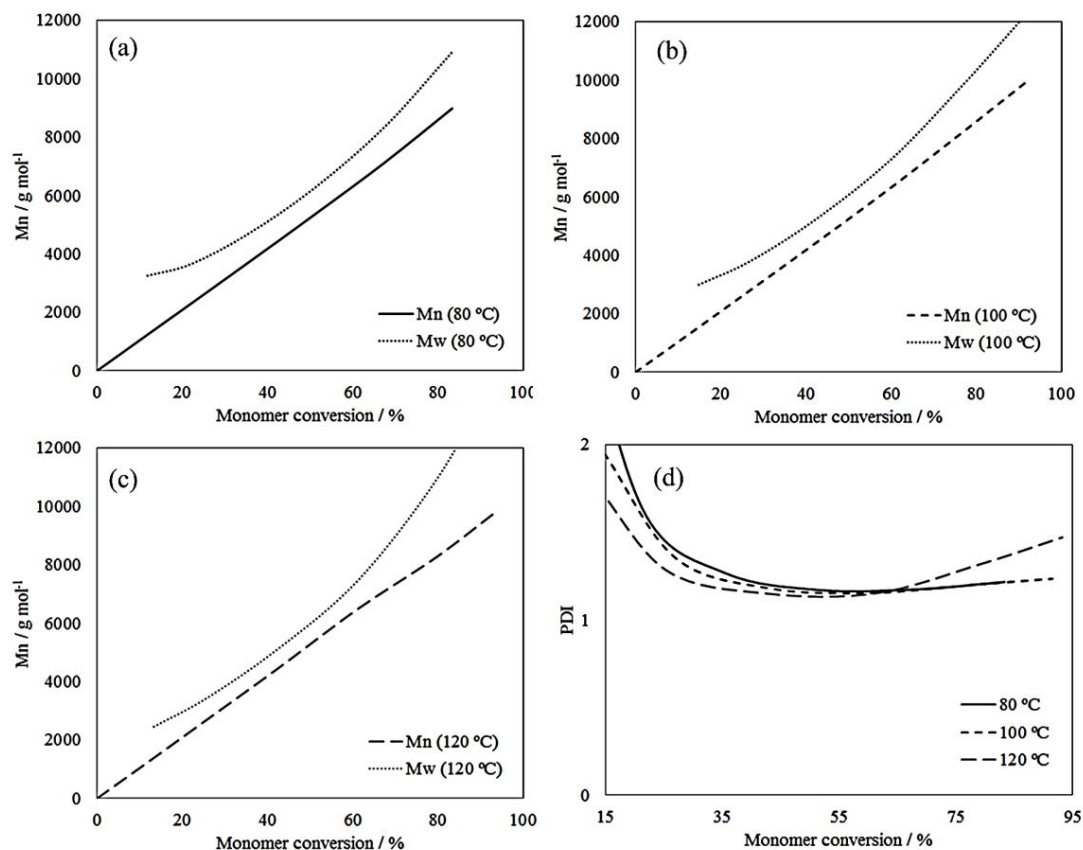 (a)
12000
10000
8000
6000
4000
2000
0
Mn / g mol-1
0 20 40 60 80 100
Monomer conversion / %
Mn (80 ºC)
Mw (80 ºC)
(b)
12000
10000
8000
6000
4000
2000
0
Mn / g mol-1
0 20 40 60 80 100
Monomer conversion / %
Mn (100 ºC)
Mw (100 ºC)
(c)
12000
10000
8000
6000
4000
2000
0
Mn / g mol-1
0 20 40 60 80 100
Monomer conversion / %
Mn (120 ºC)
Mw (120 ºC)
(d)
2
1
0
PDI
15 35 55 75 95
Monomer conversion / %
80 ºC
100 ºC
120 ºC